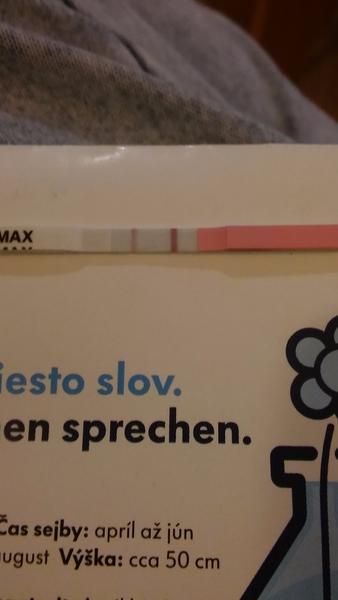 MAX
iesto slov.
en sprechen.
Čas sejby: apríl až jún
ugust Výška: cca 50 cm